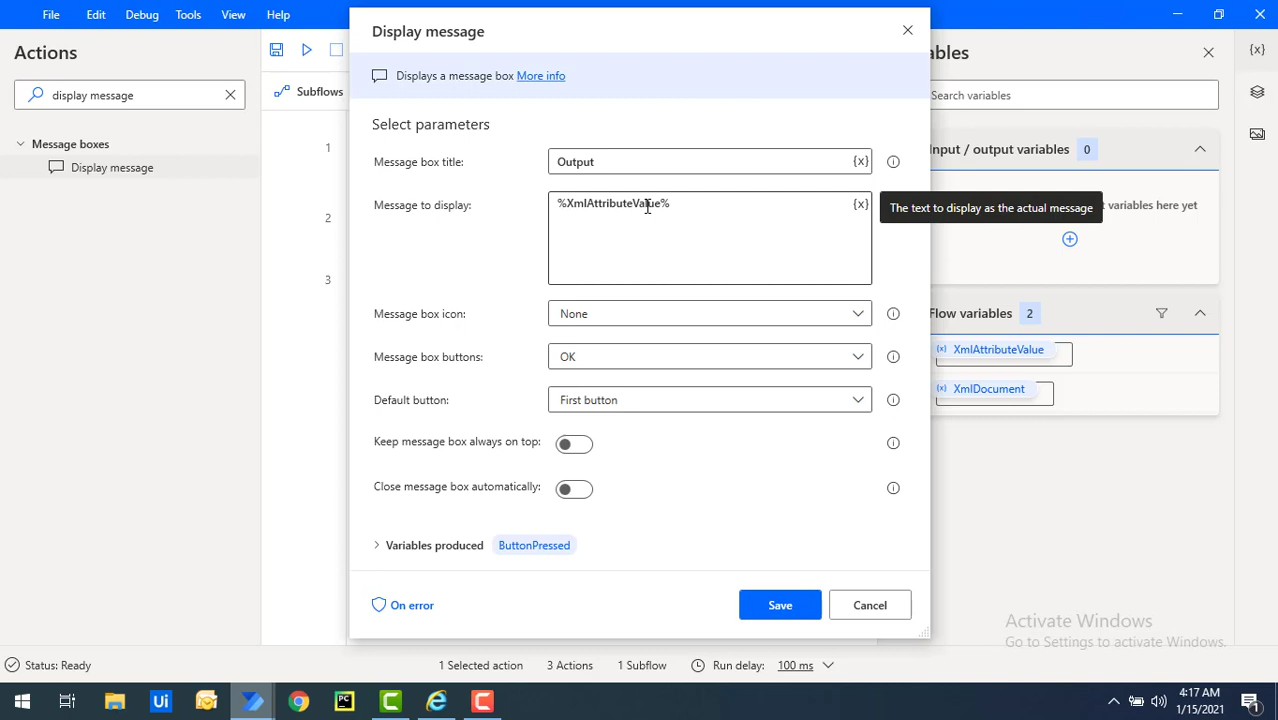 File
Edit
Debug
Tools
View
Help
Actions
display message
Message boxes
Display message
Subflows
1
2
3
Display message
Displays a message box More info
Select parameters
Message box title:
Output
{x}
Message to display:
%XmlAttributeValue%
{x}
The text to display as the actual message
Message box icon:
None
Message box buttons:
OK
Default button:
First button
Keep message box always on top:
Close message box automatically:
Variables produced
ButtonPressed
On error
Save
Cancel
ables
{x}
Search variables
Input / output variables
0
variables here yet
Flow variables
2
{x} XmlAttributeValue
{x} XmlDocument
Activate Windows
Go to Settings to activate Windows.
Status: Ready
1 Selected action
3 Actions
1 Subflow
Run delay:
100 ms
Ui
PC
C
C
4:17 AM
1/15/2021
1